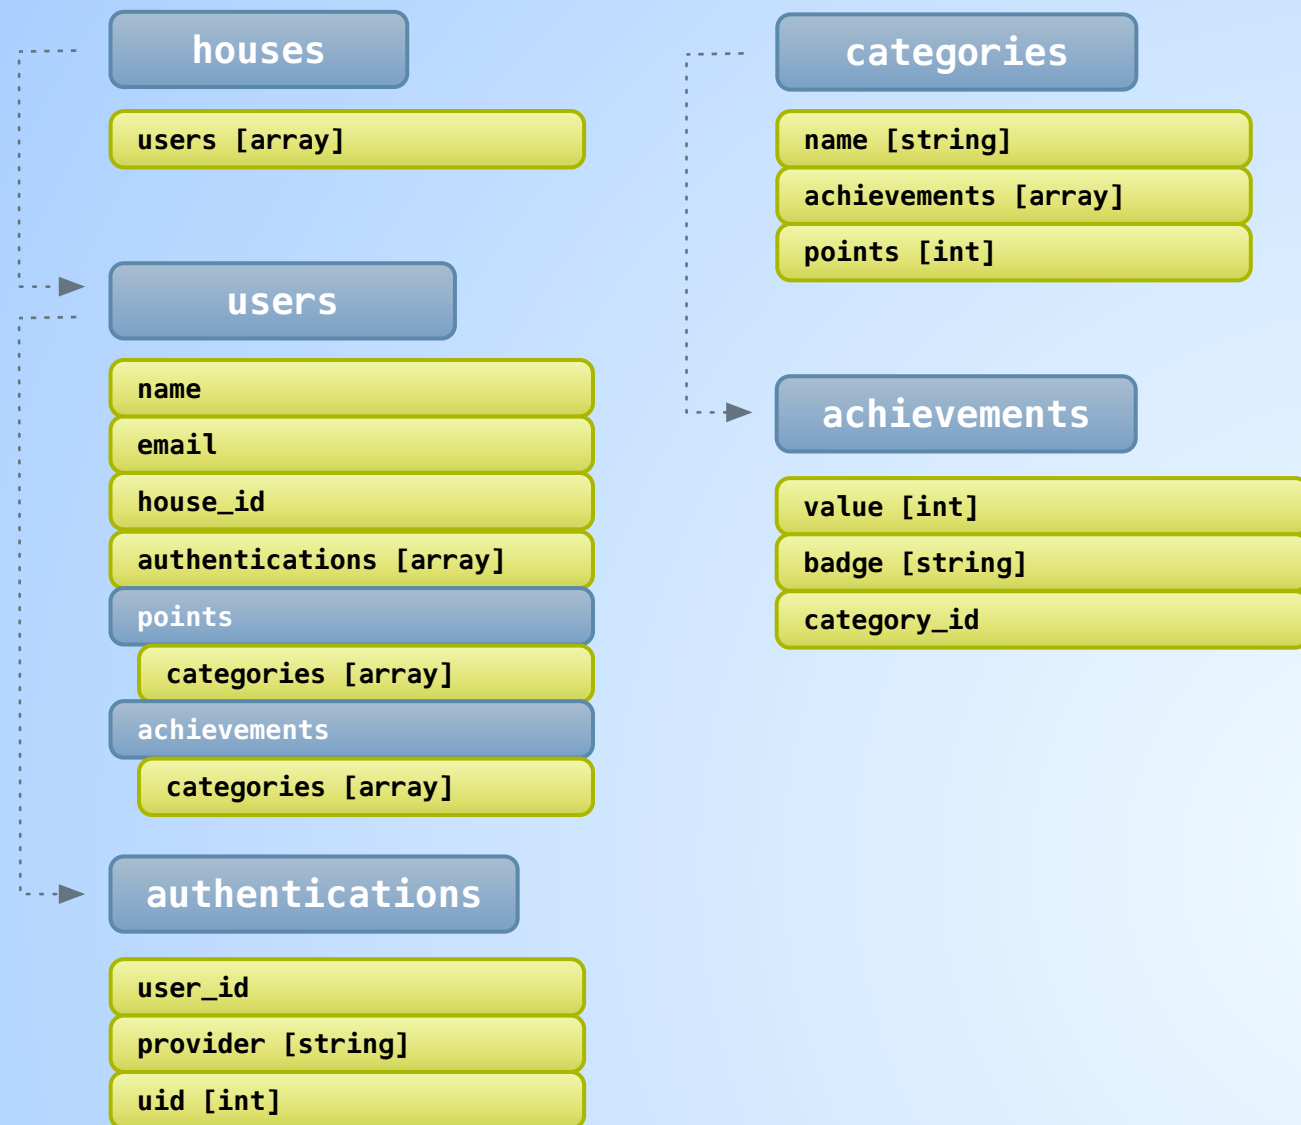 houses
users [array]
users
name
email
house_id
authentications [array]
points
categories [array]
achievements
categories [array]
authentications
user_id
provider [string]
uid [int]
categories
name [string]
achievements [array]
points [int]
achievements
value [int]
badge [string]
category_id